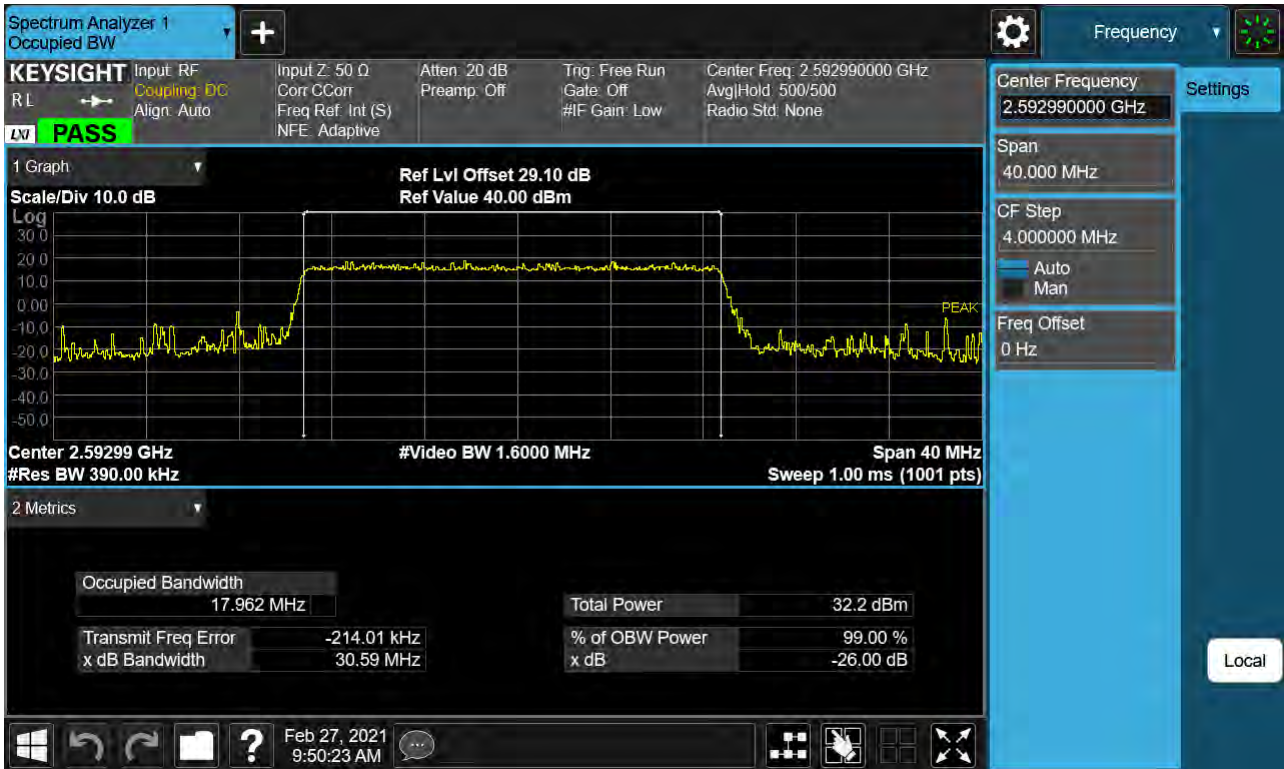 Spectrum Analyzer 1
Occupied BW
Frequency
KEYSIGHT
R L
LXI
PASS
Input: RF
Coupling: DC
Align: Auto
Input Z: 50 Ω
Corr CCorr
Freq Ref: Int (S)
NFE: Adaptive
Atten: 20 dB
Preamp: Off
Trig: Free Run
Gate: Off
#IF Gain: Low
Center Freq: 2.592990000 GHz
Avg|Hold: 500/500
Radio Std: None
Center Frequency
2.592990000 GHz
Settings
Span
40.000 MHz
CF Step
4.000000 MHz
Auto
Man
Freq Offset
0 Hz
Local
1 Graph
Scale/Div 10.0 dB
Ref Lvl Offset 29.10 dB
Ref Value 40.00 dBm
Log
30.0
20.0
10.0
0.00
-10.0
-20.0
-30.0
-40.0
-50.0
PEAK
Center 2.59299 GHz
#Video BW 1.6000 MHz
Span 40 MHz
#Res BW 390.00 kHz
Sweep 1.00 ms (1001 pts)
2 Metrics
Occupied Bandwidth
17.962 MHz
Total Power 32.2 dBm
Transmit Freq Error -214.01 kHz
% of OBW Power 99.00 %
x dB Bandwidth 30.59 MHz
x dB -26.00 dB
?
Feb 27, 2021
9:50:23 AM